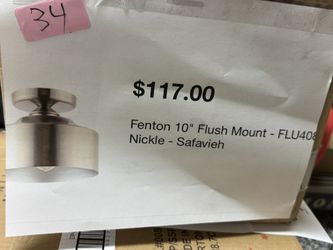 34
$117.00
Fenton 10" Flush Mount - FLU408
Nickle - Safavieh